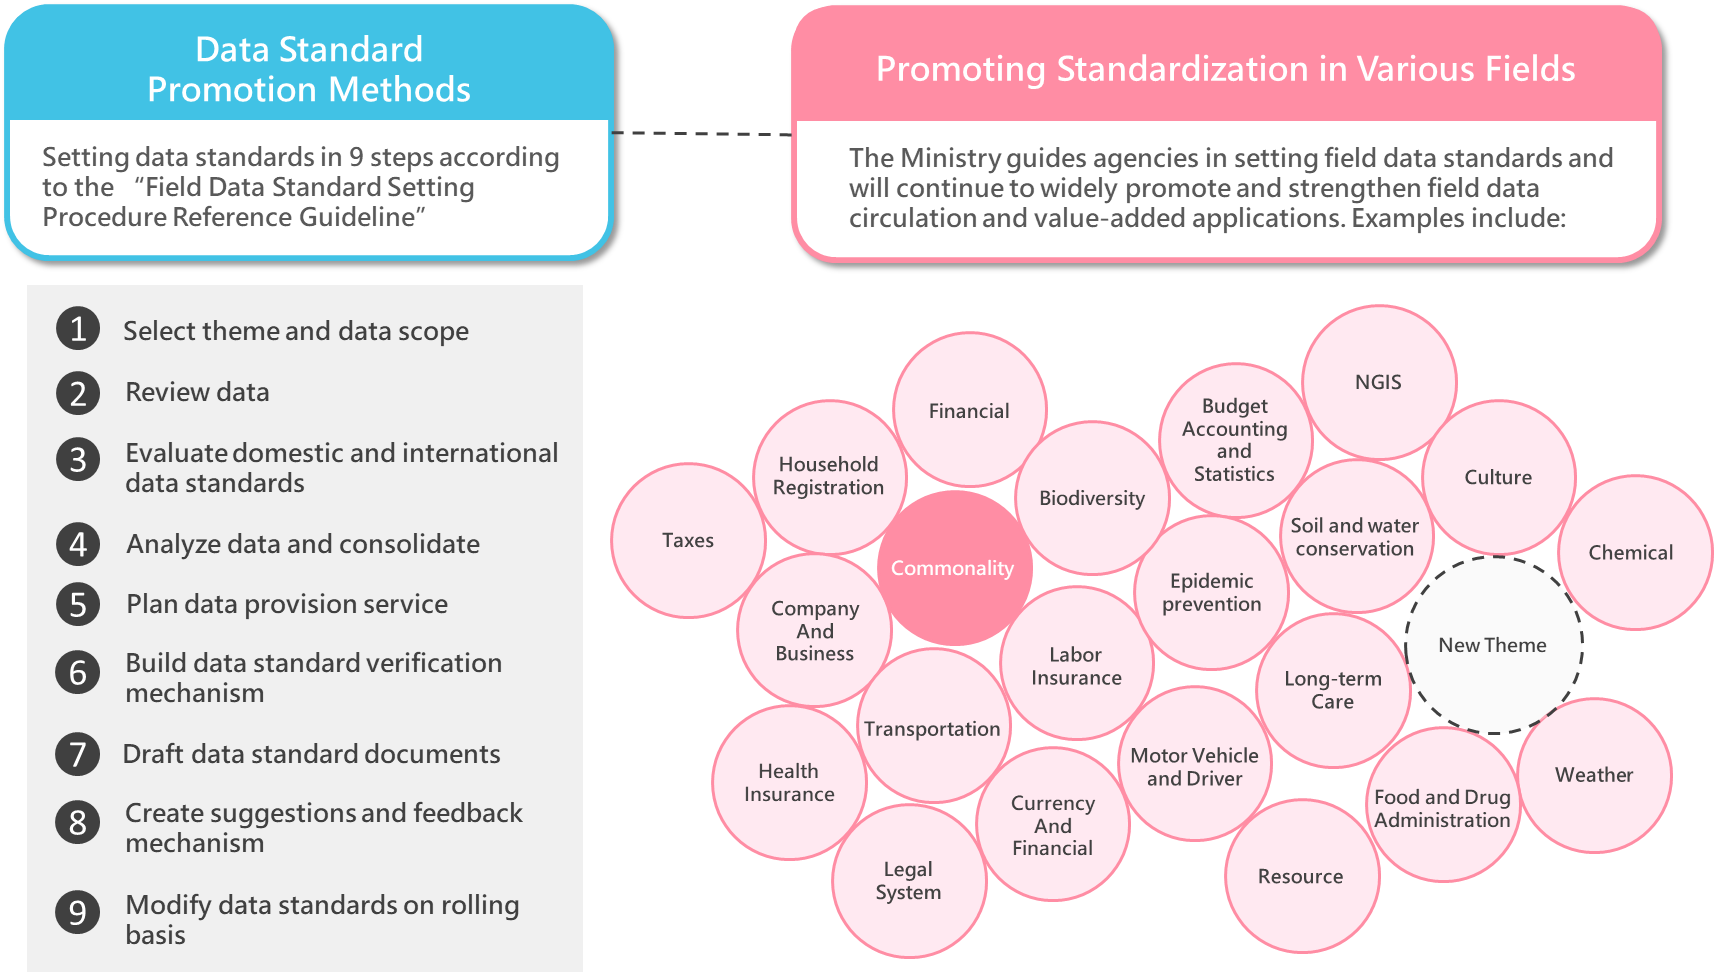 Data Standard
Promotion Methods
Setting data standards in 9 steps according
to the “Field Data Standard Setting
Procedure Reference Guideline”
Promoting Standardization in Various Fields
The Ministry guides agencies in setting field data standards and
will continue to widely promote and strengthen field data
circulation and value-added applications. Examples include:
1 Select theme and data scope
2 Review data
3 Evaluate domestic and international
data standards
4 Analyze data and consolidate
5 Plan data provision service
6 Build data standard verification
mechanism
7 Draft data standard documents
8 Create suggestions and feedback
mechanism
9 Modify data standards on rolling
basis
NGIS
Financial
Budget
Accounting
and
Statistics
Household
Registration
Culture
Biodiversity
Taxes
Soil and water
conservation
Chemical
Commonality
Epidemic
prevention
Company
And
Business
New Theme
Labor
Insurance
Long-term
Care
Transportation
Motor Vehicle
and Driver
Health
Insurance
Weather
Food and Drug
Administration
Currency
And
Financial
Legal
System
Resource